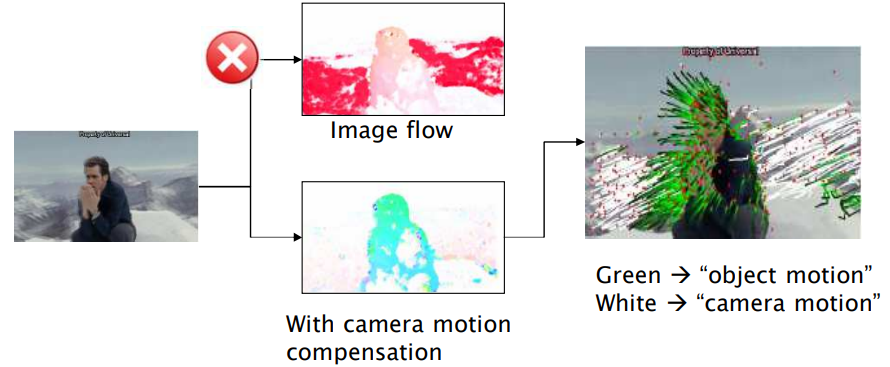 Property of Universal
Image flow
Property of Universal
With camera motion
compensation
Green → “object motion”
White → “camera motion”